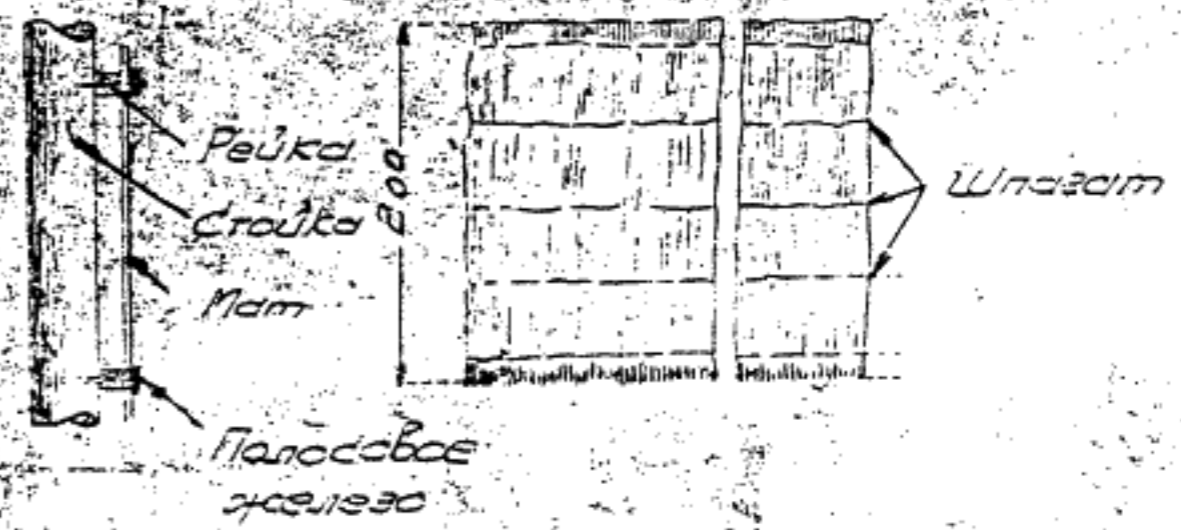 Рейка
Стойка
Мат
Полосовое
железо
200
Шпагат